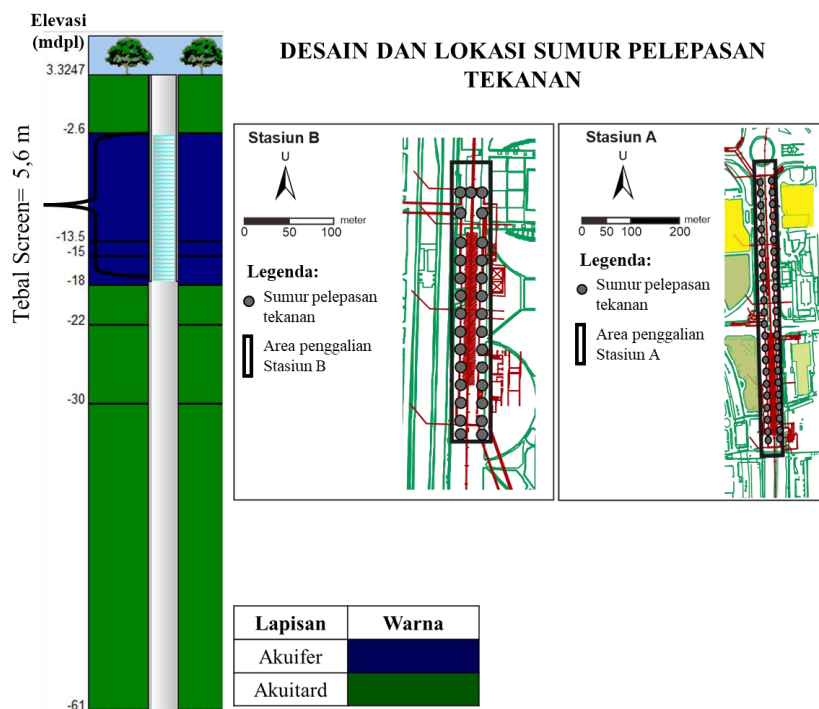 Elevasi
(mdpl)
3.3247
-2.6
-13.5
-15
-18
-22
-30
-61
Tebal Screen= 5,6 m
DESAIN DAN LOKASI SUMUR PELEPASAN
TEKANAN
Stasiun B
U
0 50 100 meter
Legenda:
Sumur pelepasan
tekanan
Area penggalian
Stasiun B
Stasiun A
U
0 50 100 200 meter
Legenda:
Sumur pelepasan
tekanan
Area penggalian
Stasiun A
Lapisan Warna
Akuifer
Akuitard